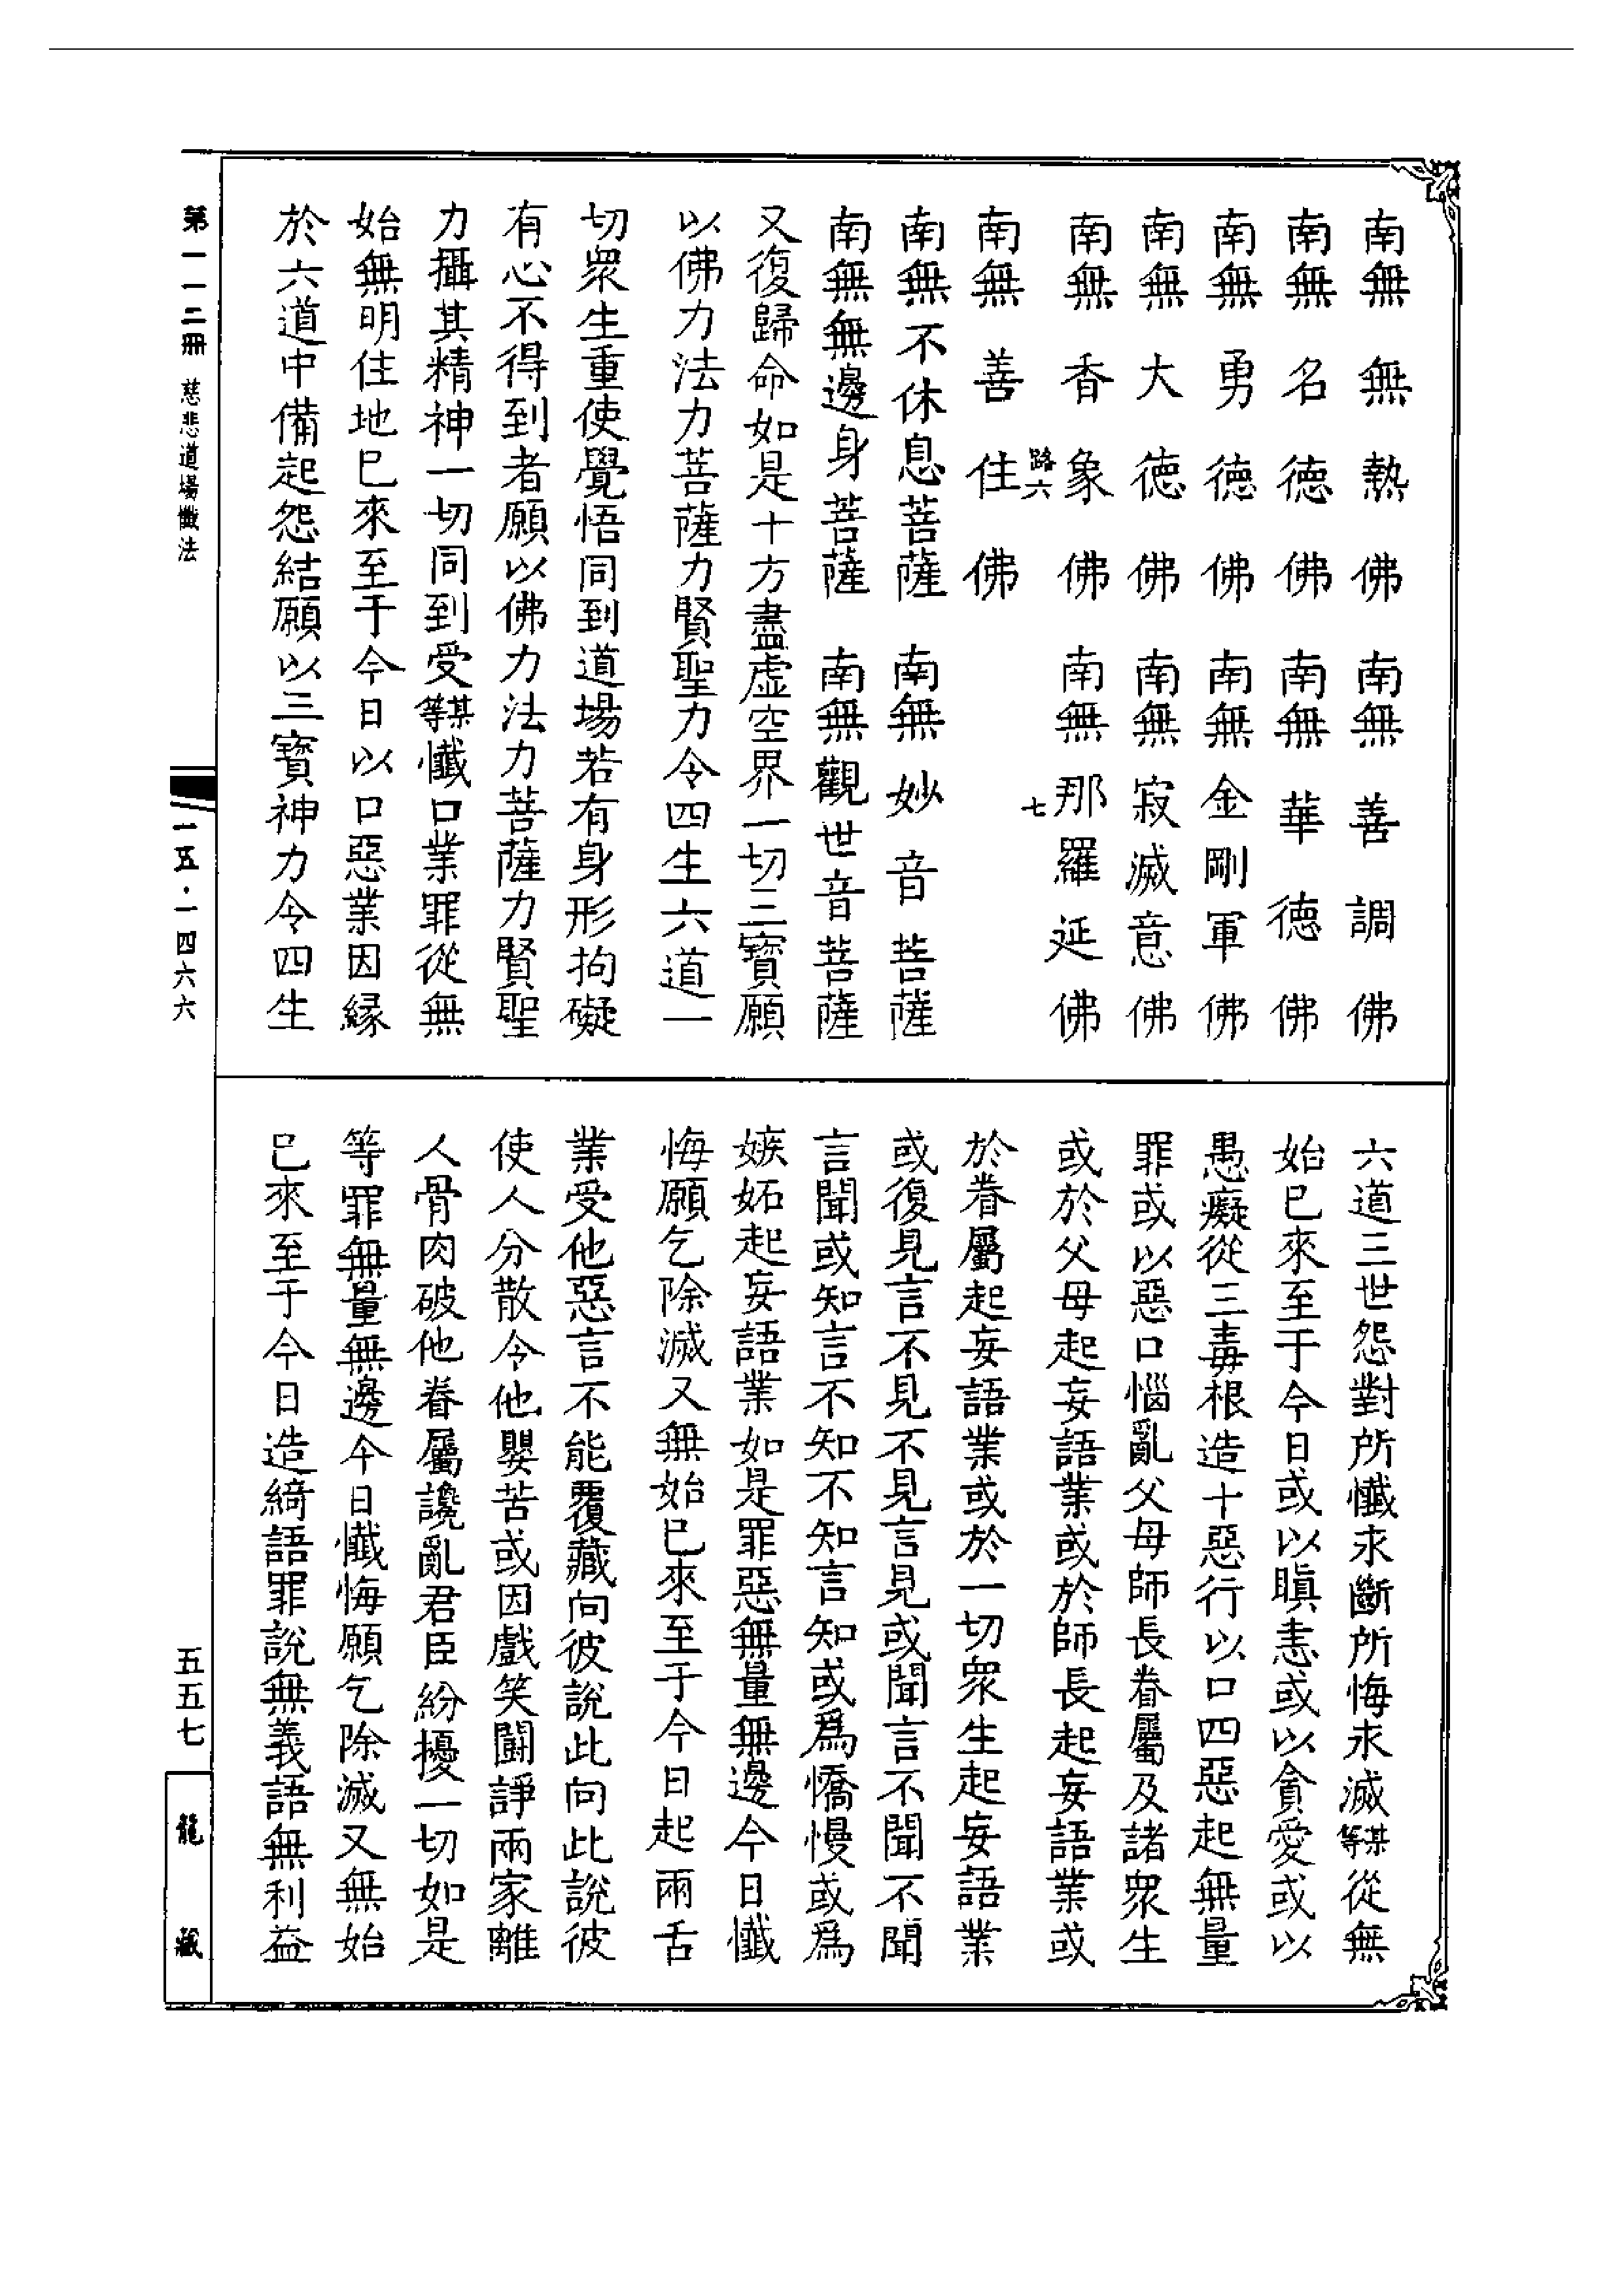 南無無熱佛　南無善調佛
南無名德佛　南無華德佛
南無勇德佛　南無金剛軍佛
南無大德佛　南無寂滅意佛
南無香象佛　南無那羅延佛
路六　七
南無善住佛
南無不休息菩薩　南無妙音菩薩
南無無邊身菩薩　南無觀世音菩薩
又復歸命如是十方盡虛空界一切三寶願
以佛力法力菩薩力賢聖力令四生六道一
切眾生重使覺悟同到道場若有身形拘礙
有心不得到者願以佛力法力菩薩力賢聖
力攝其精神一切同到受某等懺口業罪從無
始無明住地已來至于今日以口惡業因緣
於六道中備起怨結願以三寶神力令四生
六道三世怨對所懺求斷所悔求滅某等從無
始已來至于今日或以瞋恚或以貪愛或以
愚癡從三毒根造十惡行以口四惡起無量
罪或以惡口惱亂父母師長眷屬及諸眾生
或於父母起妄語業或於師長起妄語業或
於眷屬起妄語業或於一切眾生起妄語業
或復見言不見不見言見或聞言不聞不聞
言聞或知言不知不知言知或為憍慢或為
嫉妬起妄語業如是罪惡無量無邊今日懺
悔願乞除滅又無始已來至于今日起兩舌
業受他惡言不能覆藏向彼說此向此說彼
使人分散令他嬰苦或因戲笑鬪諍兩家離
人骨肉破他眷屬讒亂君臣紛擾一切如是
等罪無量無邊今日懺悔願乞除滅又無始
已來至于今日造綺語罪說無義語無利益
第一一二冊　慈悲道場懺法
一五·一四六六
五五七
龍藏